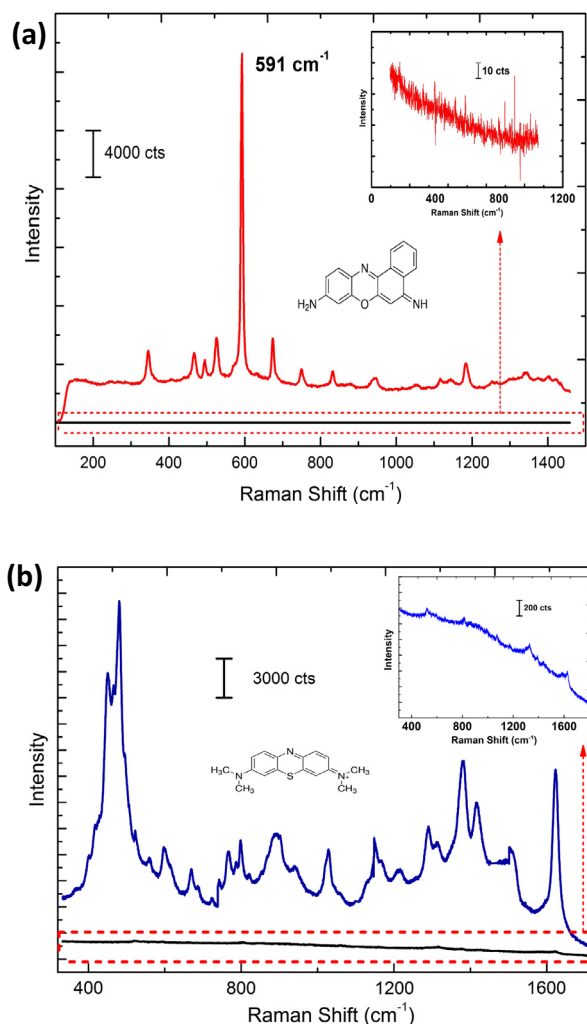 (a)
591 cm⁻¹
4000 cts
Intensity
10 cts
Intensity
0 400 800 1200
Raman Shift (cm⁻¹)
N
H₂N
O
NH
200 400 600 800 1000 1200 1400
Raman Shift (cm⁻¹)
(b)
3000 cts
Intensity
200 cts
Intensity
400 800 1200 1600
Raman Shift (cm⁻¹)
N
H₃C
N
S
N⁺
CH₃
CH₃
CH₃
400 800 1200 1600
Raman Shift (cm⁻¹)